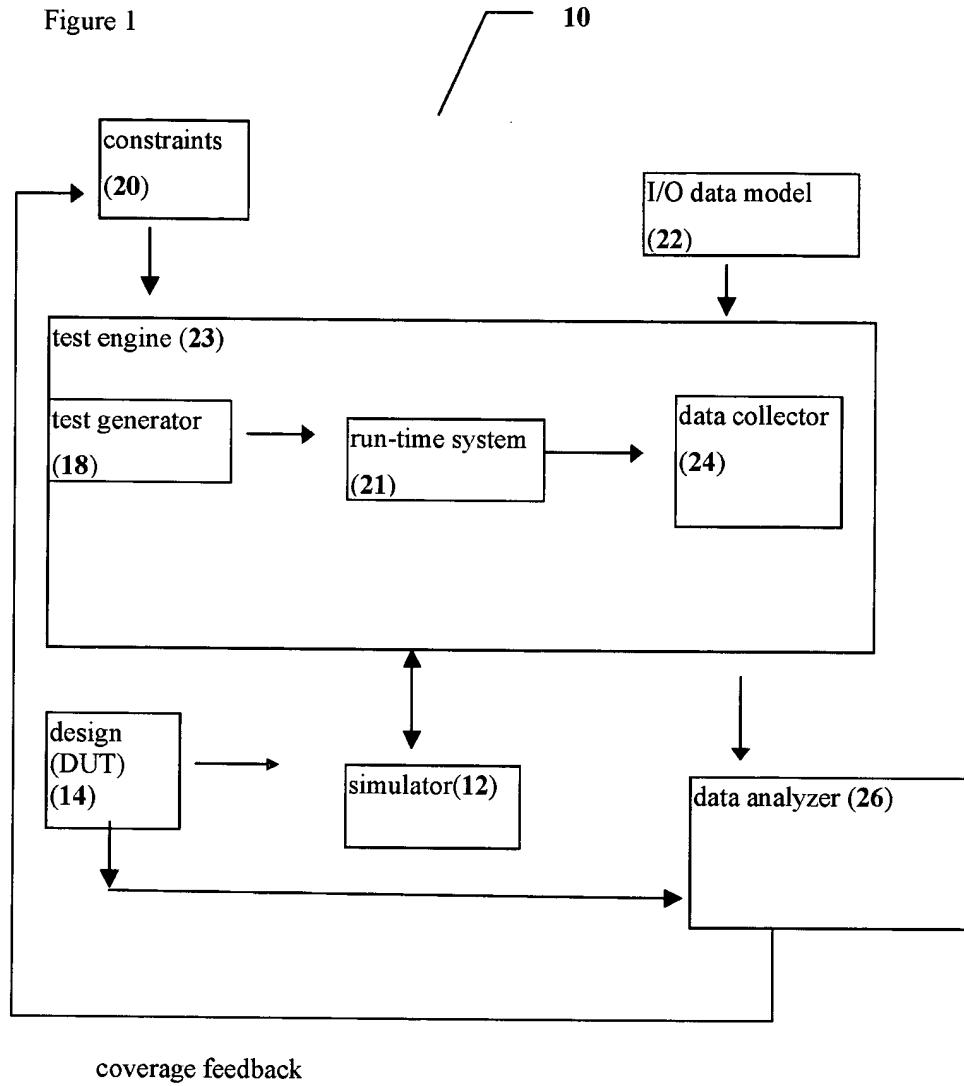 Figure 1
10
constraints
(20)
I/O data model
(22)
test engine (23)
test generator
(18)
run-time system
(21)
data collector
(24)
design
(DUT)
(14)
simulator(12)
data analyzer (26)
coverage feedback